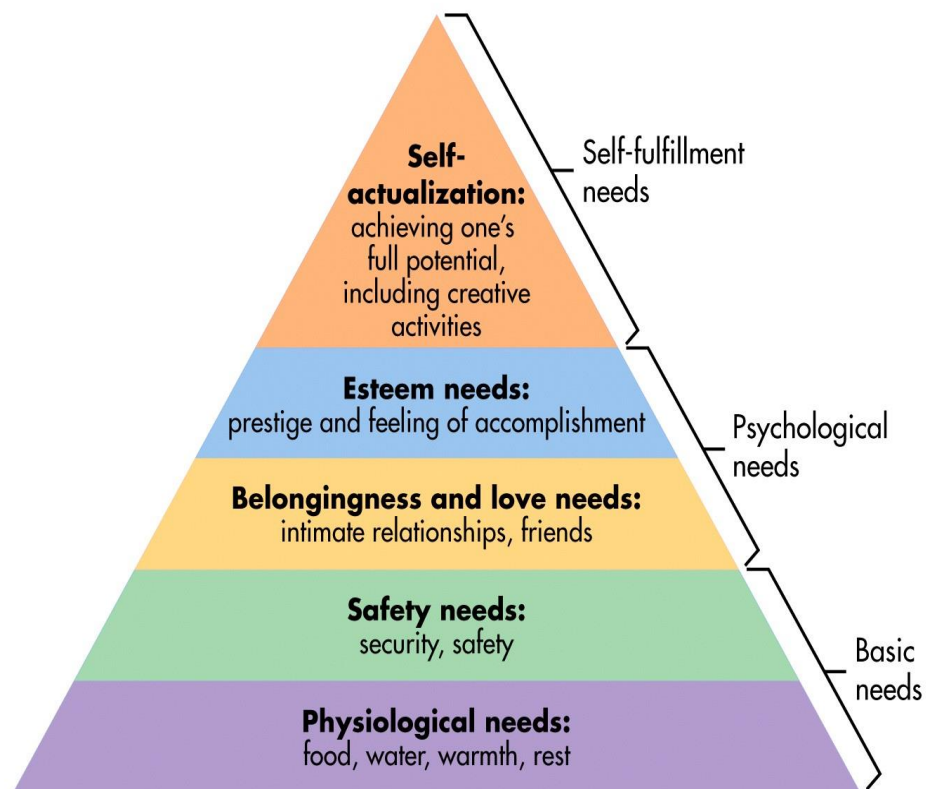 Self-
actualization:
achieving one's
full potential,
including creative
activities
Self-fulfillment
needs
Esteem needs:
prestige and feeling of accomplishment
Belongingness and love needs:
intimate relationships, friends
Psychological
needs
Safety needs:
security, safety
Physiological needs:
food, water, warmth, rest
Basic
needs